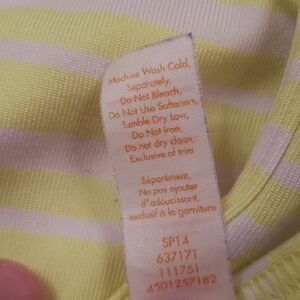 Machine Wash Cold,
Separately,
Do Not Bleach,
Do Not Use Softeners,
Tumble Dry Low,
Do Not Iron,
Do not dry clean,
Exclusive of trim
Séparément,
Ne pas ajouter
d'adoucissant,
exclusif à la garniture
SP14
637171
111751
4501257182